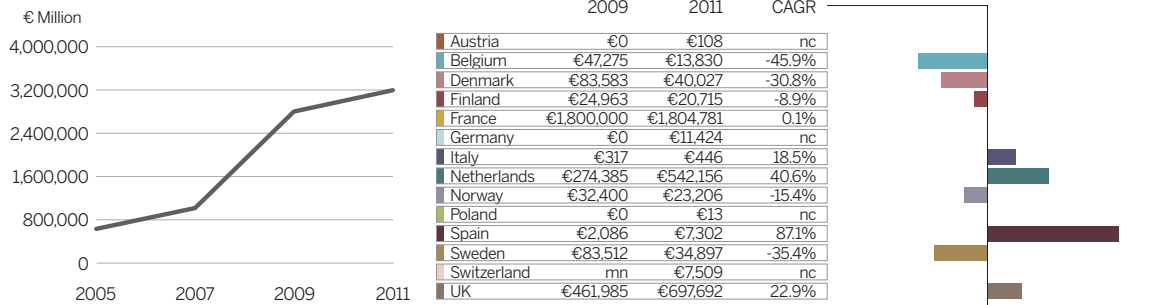 € Million
4,000,000
3,200,000
2,400,000
1,600,000
800,000
0
2005 2007 2009 2011
2009 2011 CAGR
Austria €0 €108 nc
Belgium €47,275 €13,830 -45.9%
Denmark €83,583 €40,027 -30.8%
Finland €24,963 €20,715 -8.9%
France €1,800,000 €1,804,781 0.1%
Germany €0 €11,424 nc
Italy €317 €446 18.5%
Netherlands €274,385 €542,156 40.6%
Norway €32,400 €23,206 -15.4%
Poland €0 €13 nc
Spain €2,086 €7,302 87.1%
Sweden €83,512 €34,897 -35.4%
Switzerland mn €7,509 nc
UK €461,985 €697,692 22.9%